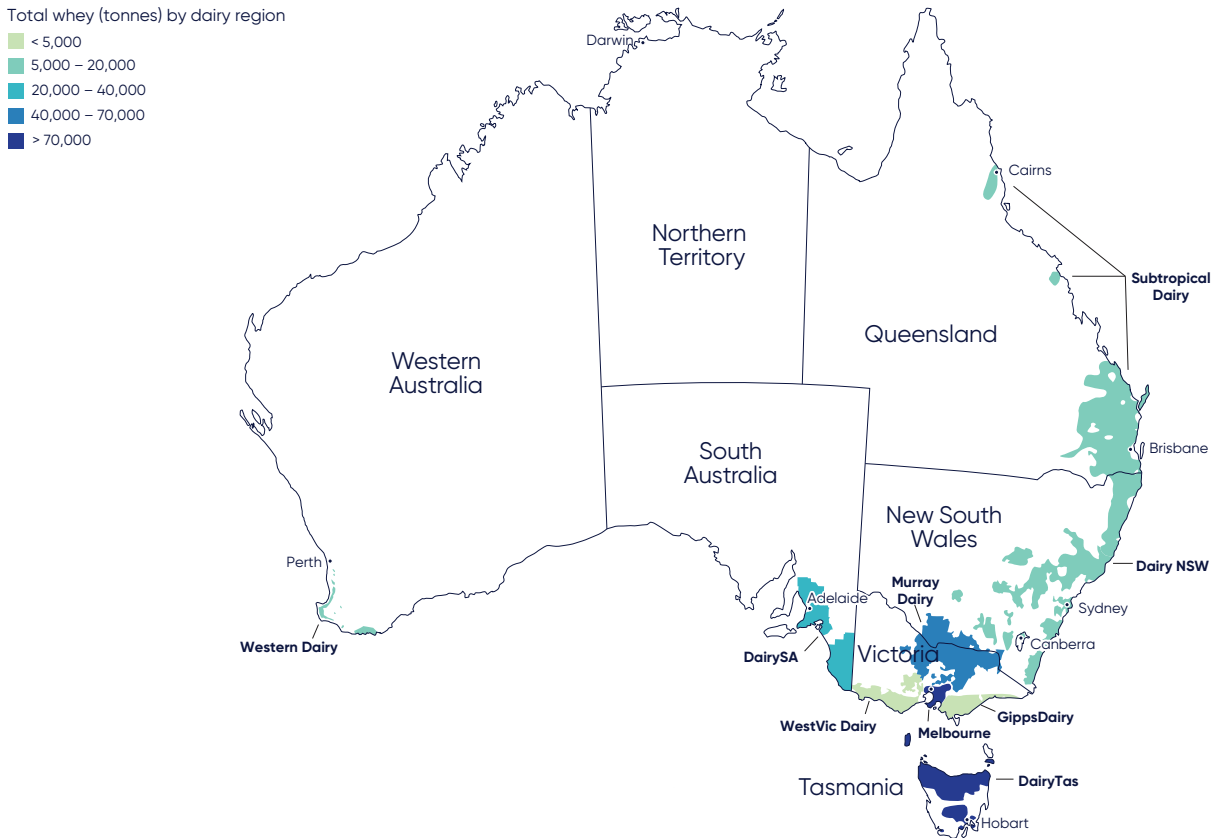 Total whey (tonnes) by dairy region
< 5,000
5,000 – 20,000
20,000 – 40,000
40,000 – 70,000
> 70,000
Darwin
Cairns
Northern
Territory
Subtropical
Dairy
Queensland
Western
Australia
South
Australia
Brisbane
New South
Wales
Perth
Dairy NSW
Murray
Dairy
Adelaide
Sydney
Western Dairy
DairySA
Victoria
Canberra
WestVic Dairy
GippsDairy
Melbourne
Tasmania
DairyTas
Hobart